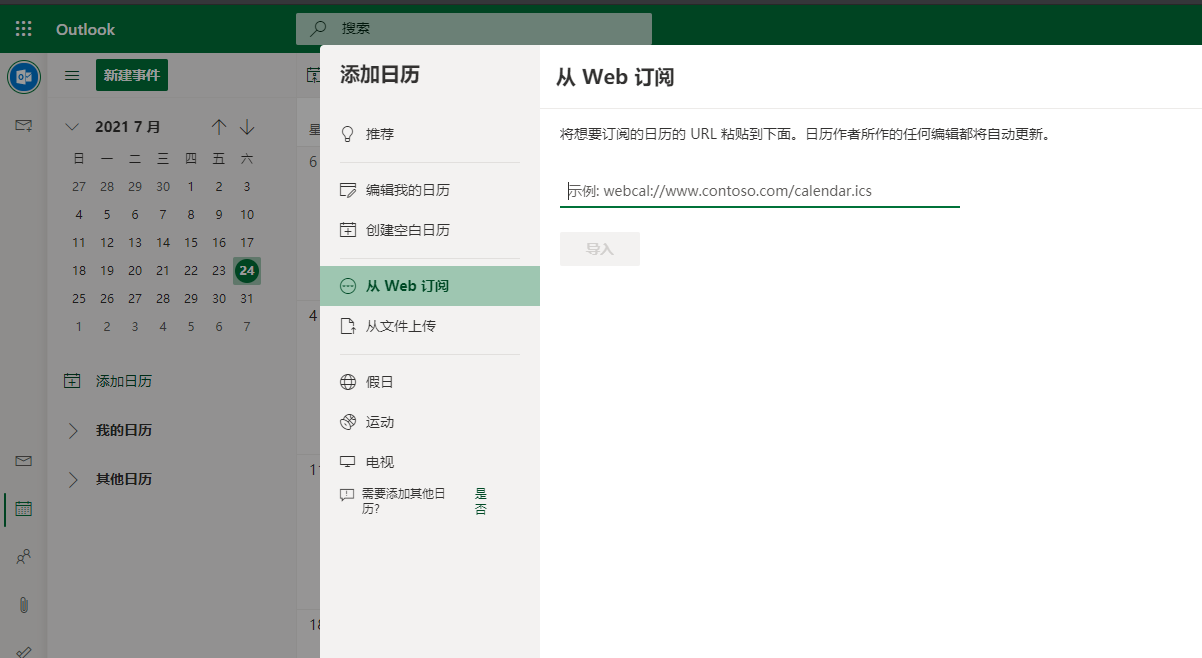 Outlook
搜索
新建事件
2021 7 月
日 一 二 三 四 五 六
27 28 29 30 1 2 3
4 5 6 7 8 9 10
11 12 13 14 15 16 17
18 19 20 21 22 23 24
25 26 27 28 29 30 31
1 2 3 4 5 6 7
添加日历
我的日历
其他日历
星
6
4
11
18
添加日历
推荐
编辑我的日历
创建空白日历
从 Web 订阅
从文件上传
假日
运动
电视
需要添加其他日
历?
是
否
从 Web 订阅
将想要订阅的日历的 URL 粘贴到下面。日历作者所作的任何编辑都将自动更新。
示例: webcal://www.contoso.com/calendar.ics
导入